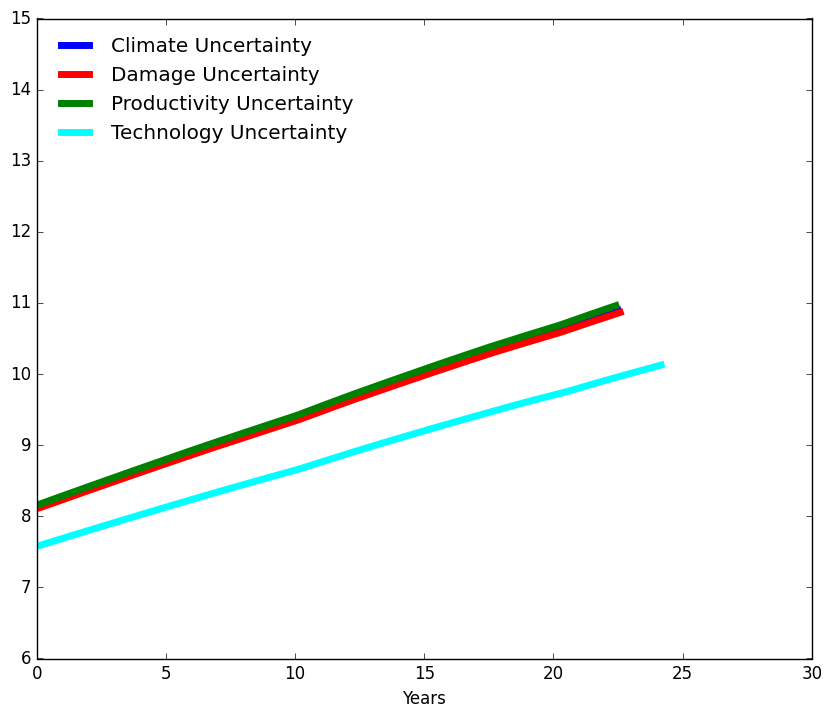 15
14
13
12
11
10
9
8
7
6
Climate Uncertainty
Damage Uncertainty
Productivity Uncertainty
Technology Uncertainty
0 5 10 15 20 25 30
Years